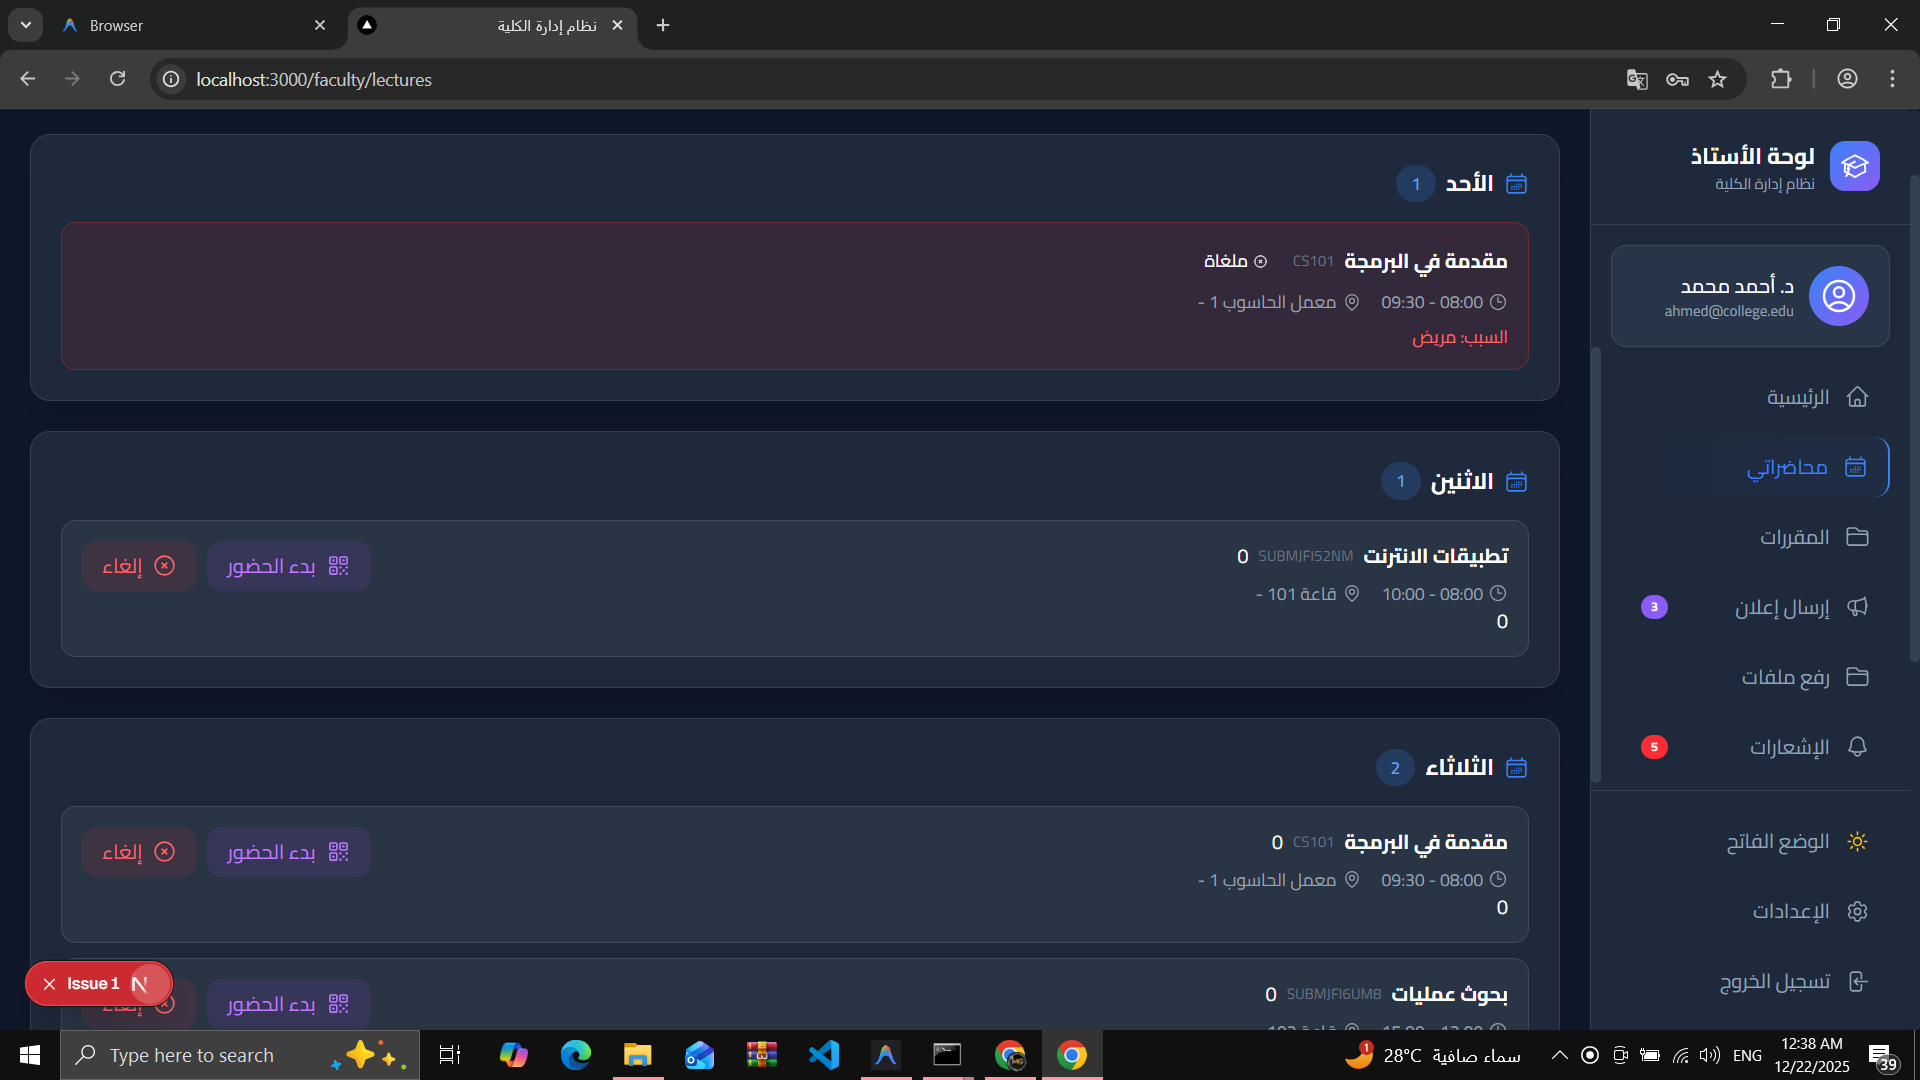 Browser
نظام إدارة الكلية
localhost:3000/faculty/lectures
لوحة الأستاذ
نظام إدارة الكلية
د. أحمد محمد
ahmed@college.edu
الرئيسية
محاضراتي
المقررات
إرسال إعلان 3
رفع ملفات
الإشعارات 5
الوضع الفاتح
الإعدادات
تسجيل الخروج
الأحد 1
مقدمة في البرمجة CS101 ملغاة
08:00 - 09:30 معمل الحاسوب 1 -
السبب: مريض
الاثنين 1
تطبيقات الانترنت SUBMJFI52NM 0
08:00 - 10:00 قاعة 101 -
0
بدء الحضور إلغاء
الثلاثاء 2
مقدمة في البرمجة CS101 0
08:00 - 09:30 معمل الحاسوب 1 -
0
بدء الحضور إلغاء
بحوث عمليات SUBMJFI6UM8 0
بدء الحضور
N Issue 1
Type here to search
1
28°C سماء صافية
ENG
12:38 AM
12/22/2025
39